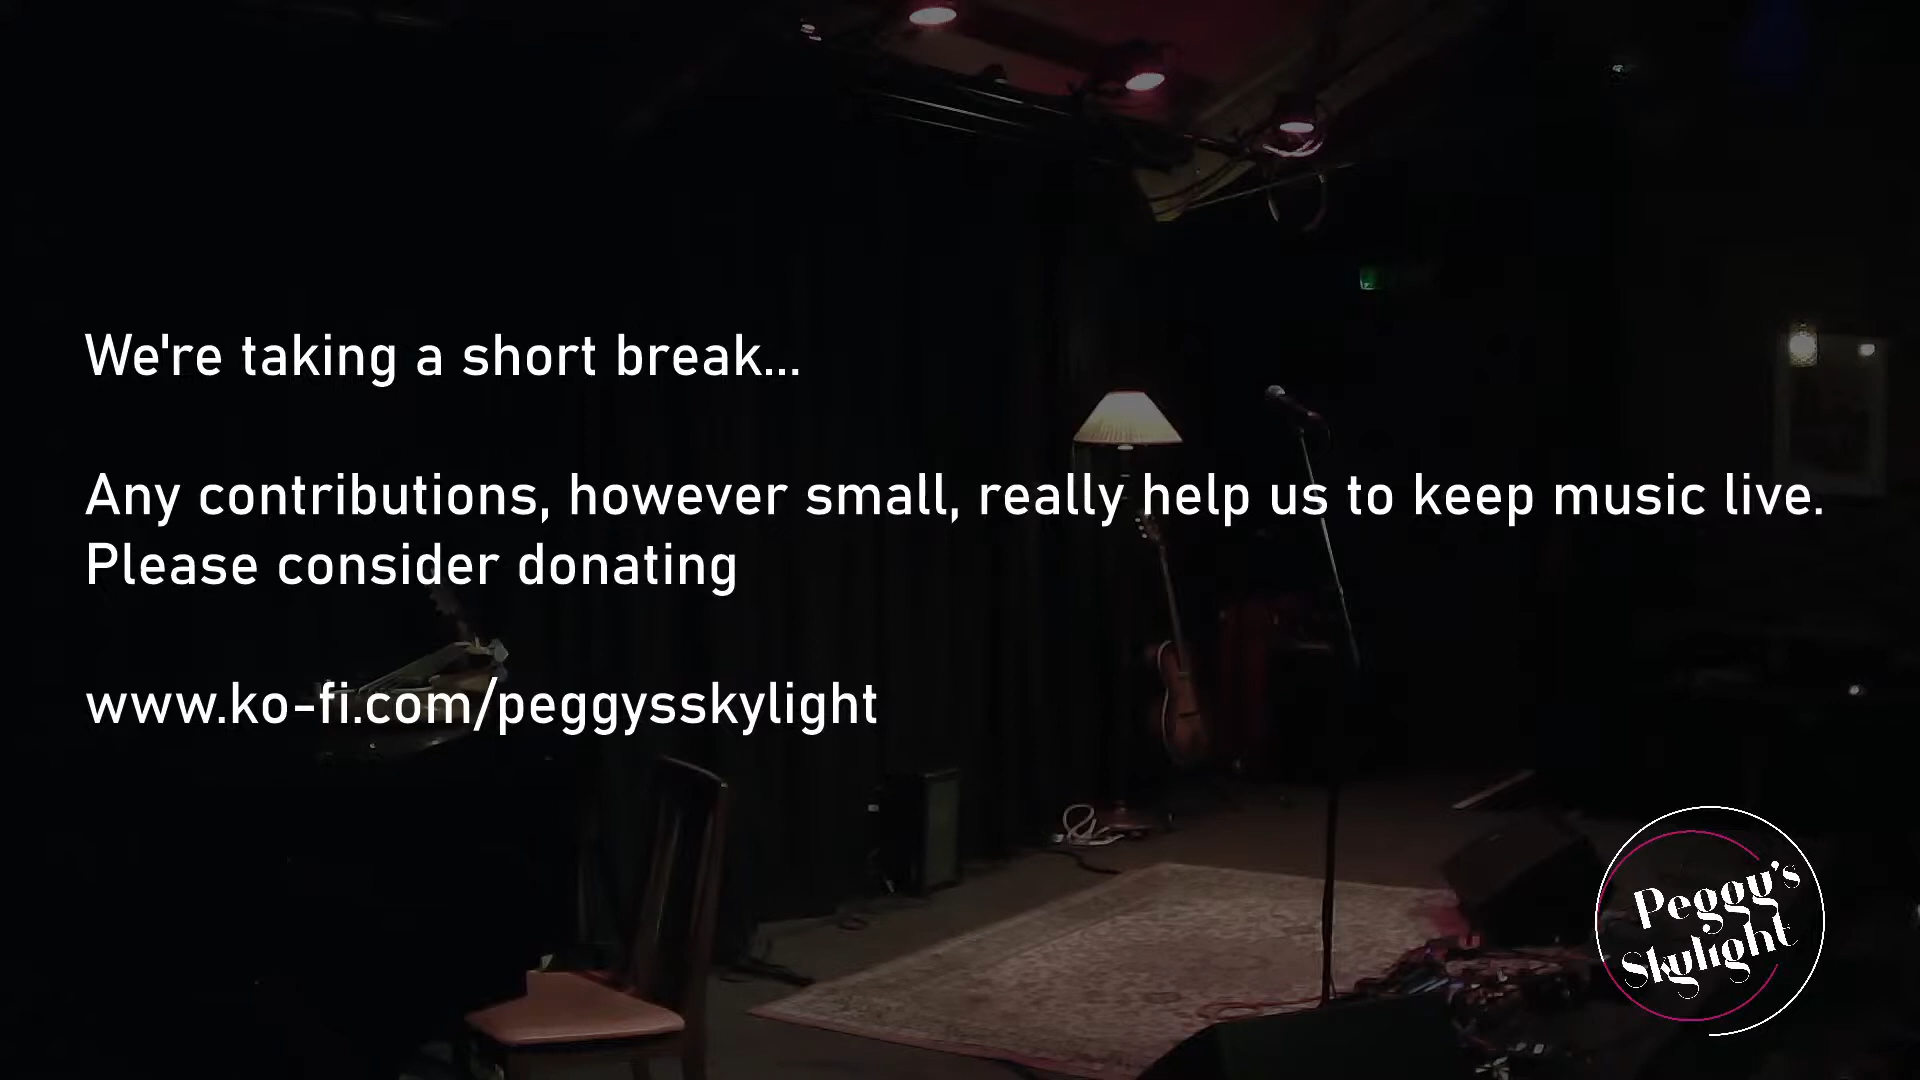 We're taking a short break...
Any contributions, however small, really help us to keep music live.
Please consider donating
www.ko-fi.com/peggysskylight
Peggy's
Skylight